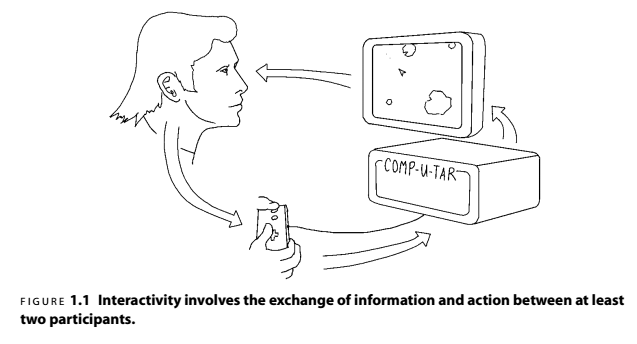 COMP-U-TAR
FIGURE 1.1 Interactivity involves the exchange of information and action between at least
two participants.